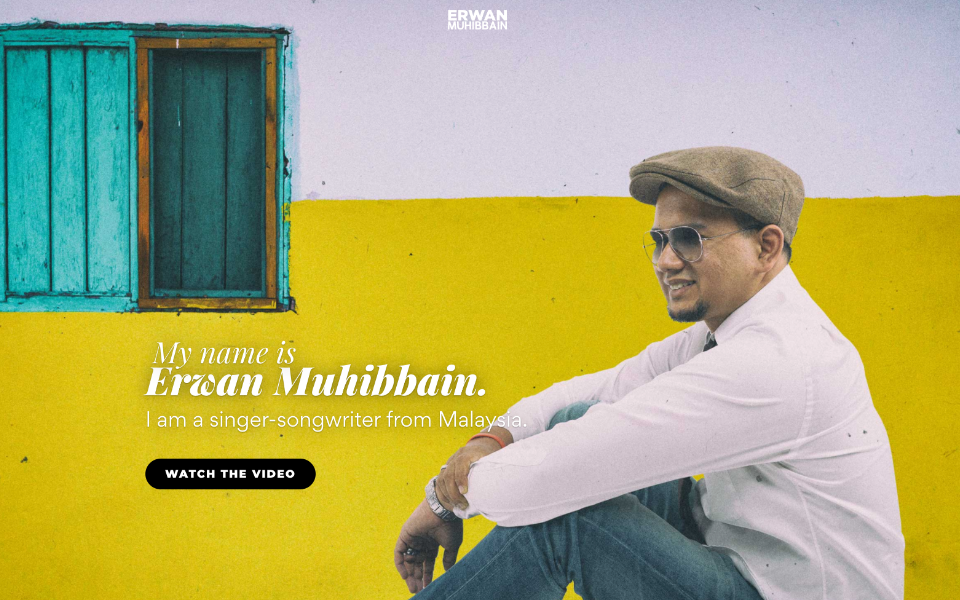 ERWAN
MUHIBBAIN
My name is
Erwan Muhibbain.
I am a singer-songwriter from Malaysia.
WATCH THE VIDEO